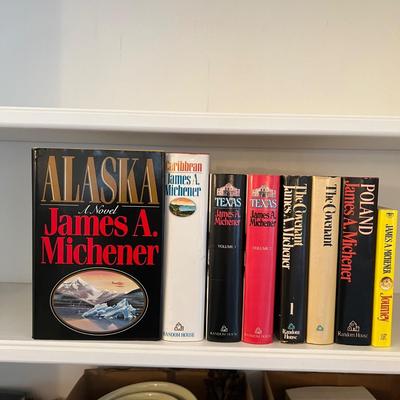 ALASKA
A Novel
James A.
Michener
Caribbean
James A.
Michener
RANDOM HOUSE
TEXAS
James A.
Michener
VOLUME 1
RANDOM HOUSE
TEXAS
James A.
Michener
VOLUME 2
RANDOM HOUSE
The Covenant
James A. Michener
I
Random
House
The Covenant
POLAND
James A. Michener
RANDOM HOUSE
JAMES A. MICHENER
Journey